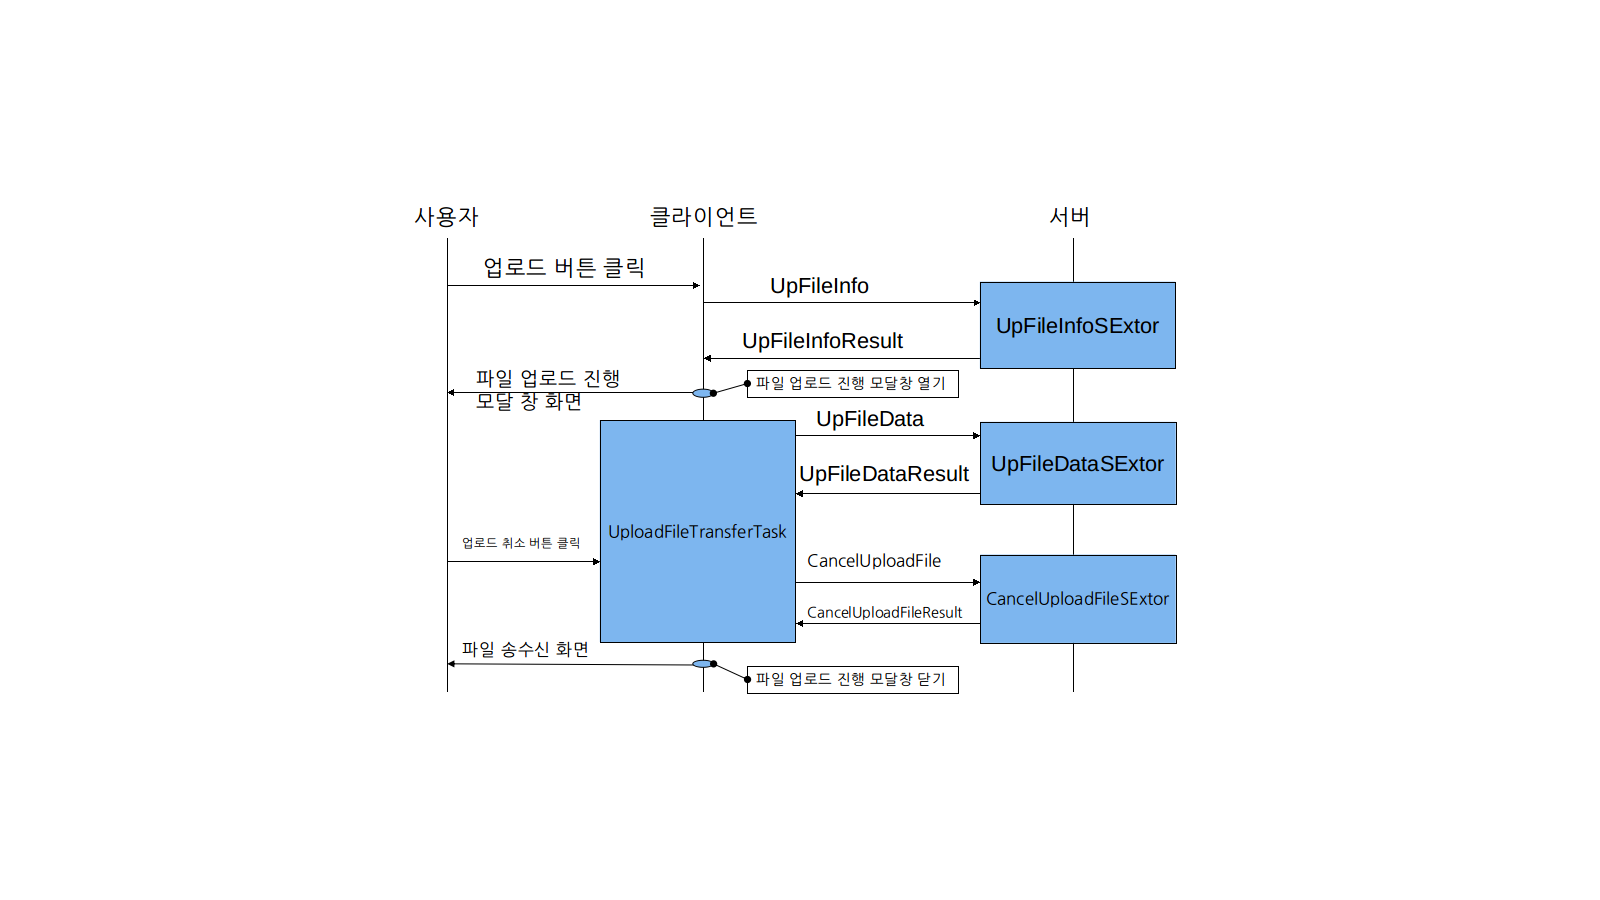 사용자
클라이언트
서버
업로드 버튼 클릭
UpFileInfo
UpFileInfoSExtor
UpFileInfoResult
파일 업로드 진행
모달 창 화면
파일 업로드 진행 모달창 열기
UpFileData
UpFileDataSExtor
UpFileDataResult
UploadFileTransferTask
업로드 취소 버튼 클릭
CancelUploadFile
CancelUploadFileSExtor
CancelUploadFileResult
파일 송수신 화면
파일 업로드 진행 모달창 닫기